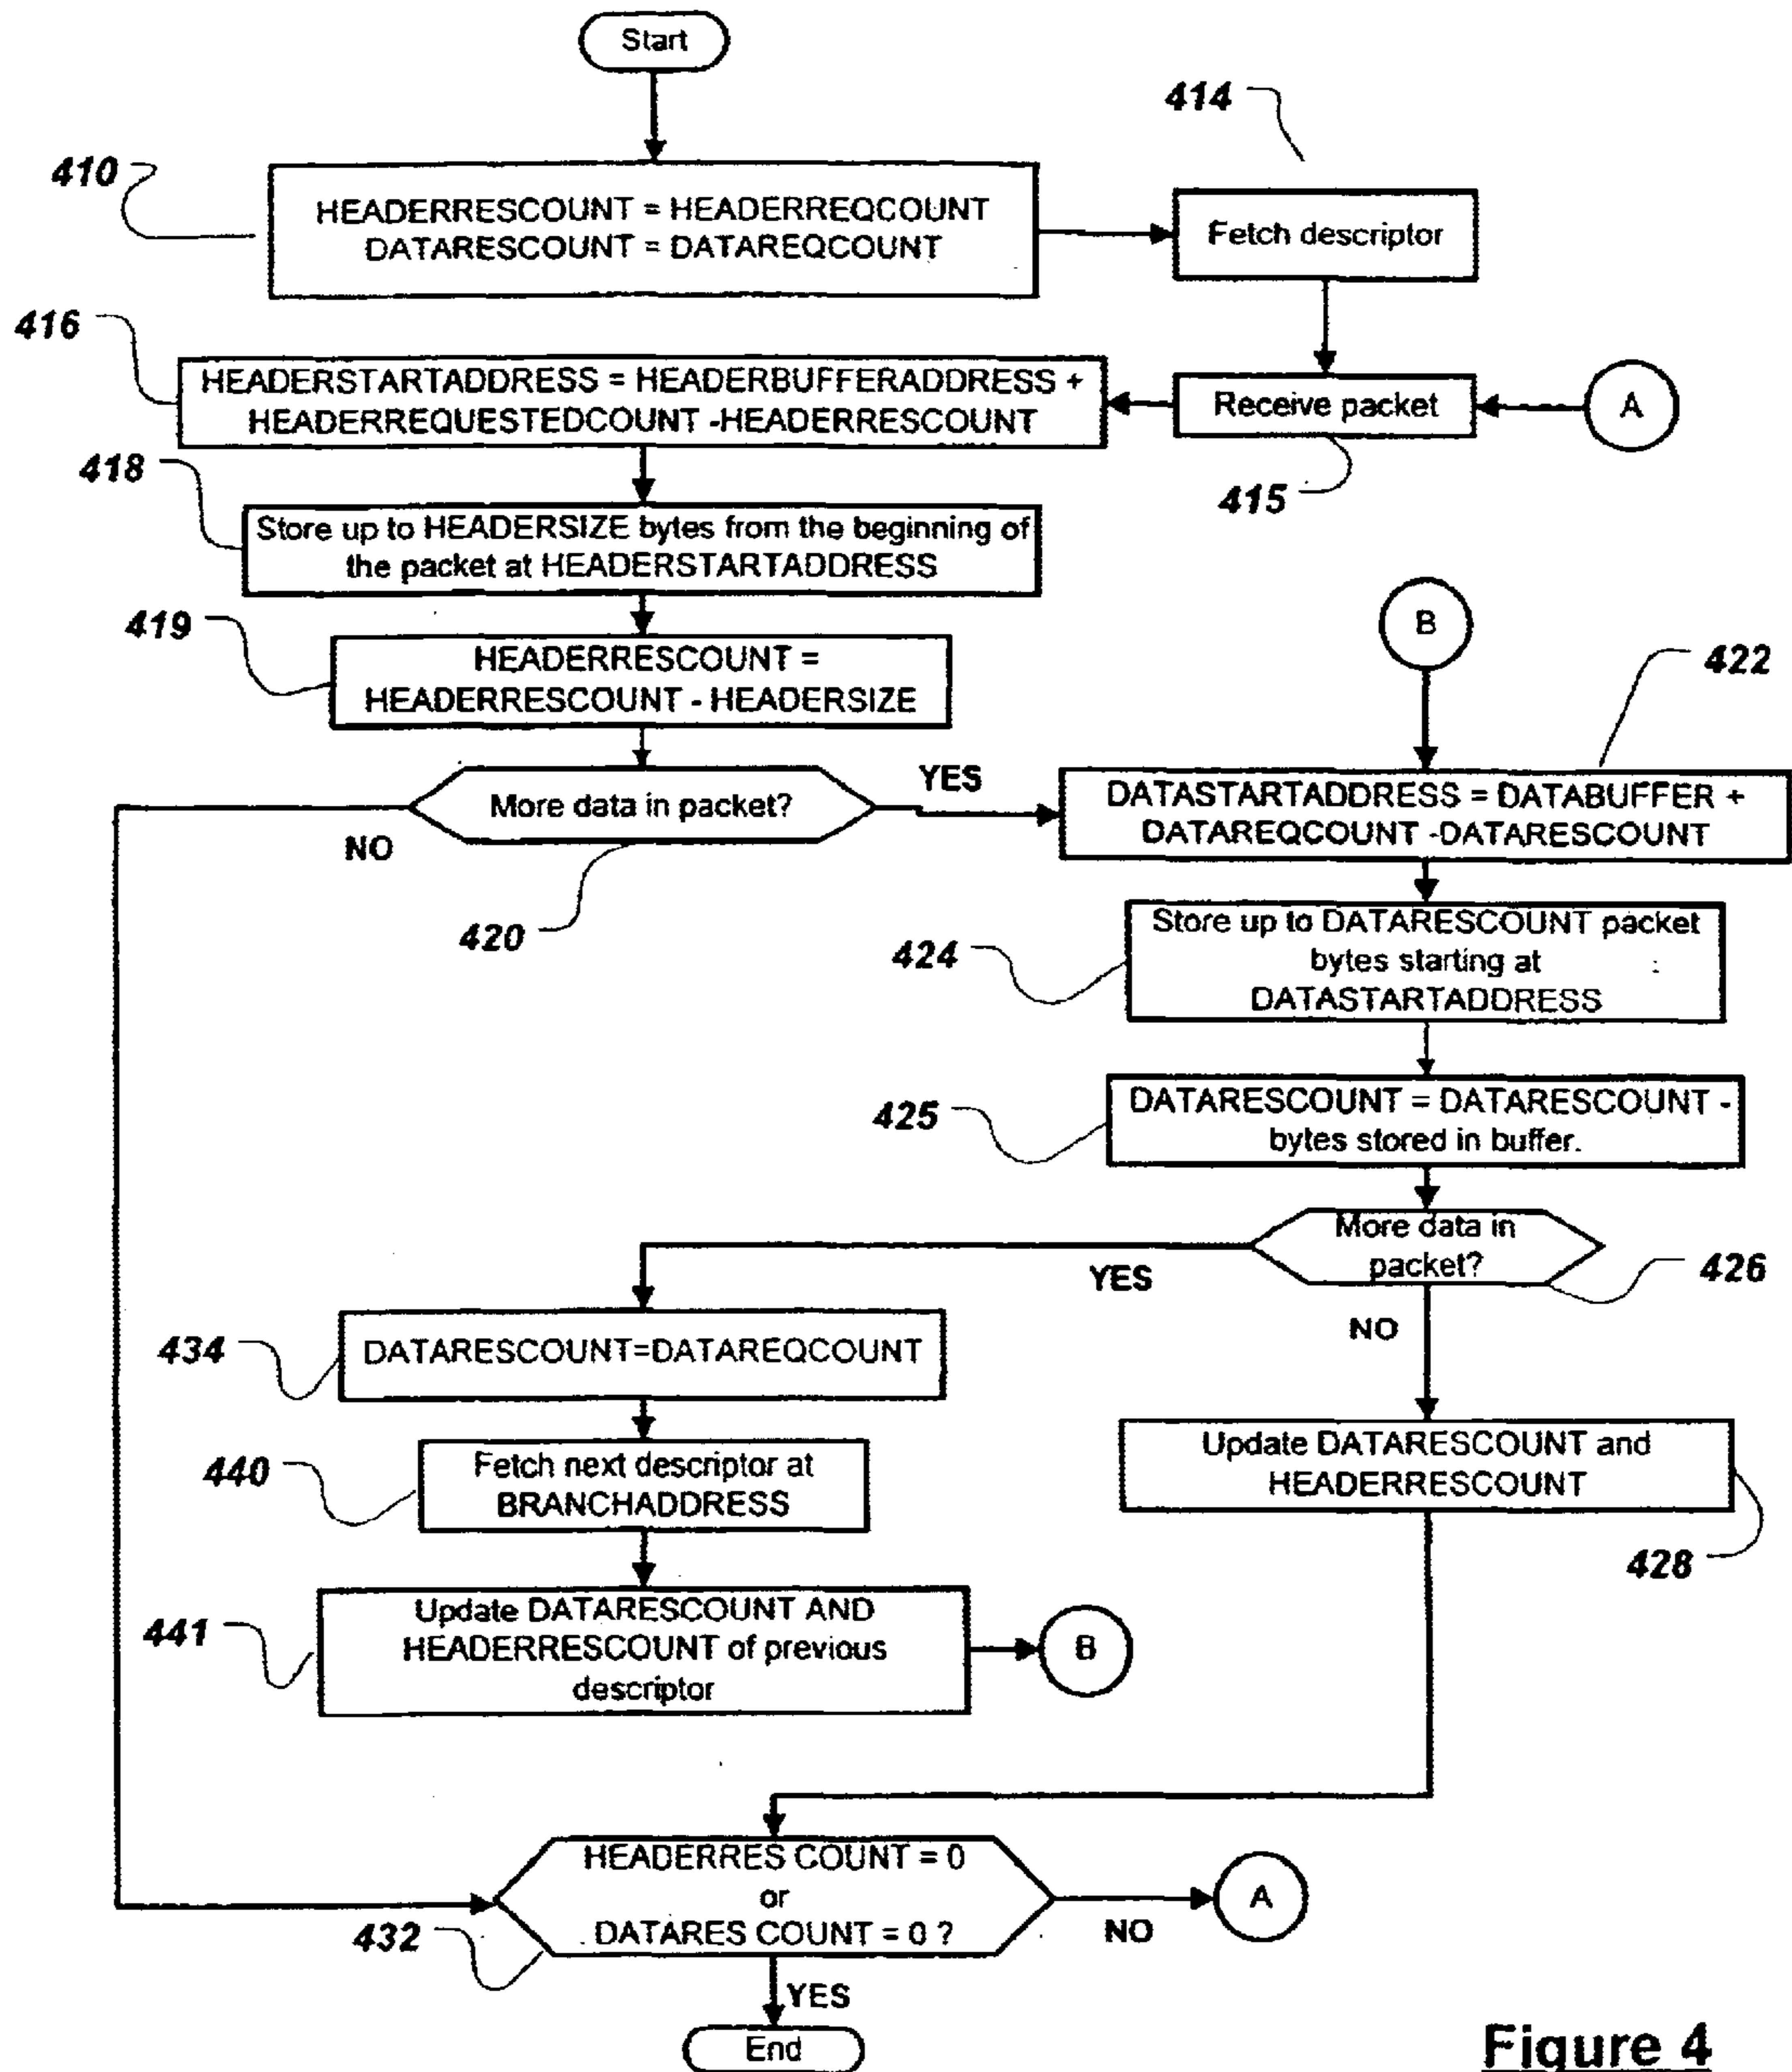 Start
414
410
HEADERRESCOUNT = HEADERREQCOUNT
DATARESCOUNT = DATAREQCOUNT
Fetch descriptor
416
HEADERSTARTADDRESS = HEADERBUFFERADDRESS +
HEADERREQUESTEDCOUNT -HEADERRESCOUNT
Receive packet
A
415
418
Store up to HEADERSIZE bytes from the beginning of
the packet at HEADERSTARTADDRESS
419
HEADERRESCOUNT =
HEADERRESCOUNT - HEADERSIZE
B
422
More data in packet?
YES
NO
420
DATASTARTADDRESS = DATABUFFER +
DATAREQCOUNT -DATARESCOUNT
424
Store up to DATARESCOUNT packet
bytes starting at
DATASTARTADDRESS
425
DATARESCOUNT = DATARESCOUNT -
bytes stored in buffer.
More data in
packet?
426
YES
NO
434
DATARESCOUNT=DATAREQCOUNT
440
Fetch next descriptor at
BRANCHADDRESS
Update DATARESCOUNT and
HEADERRESCOUNT
428
441
Update DATARESCOUNT AND
HEADERRESCOUNT of previous
descriptor
B
HEADERRES COUNT = 0
or
DATARES COUNT = 0 ?
432
NO
A
YES
End
Figure 4